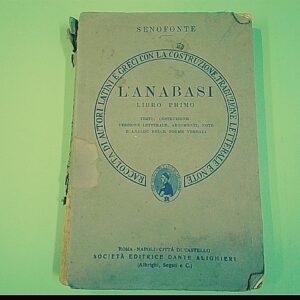 SENOFONTE
RACCOLTA DI AUTORI LATINI E GRECI CON LA COSTRUZIONE TRADUZIONE LETTERALE E NOTE
L'ANABASI
LIBRO PRIMO
TESTO, COSTRUZIONE
VERSIONE LETTERALE, ARGOMENTI, NOTE
E ANALISI DELLE FORME VERBALI
ROMA - NAPOLI - CITTÀ DI CASTELLO
SOCIETÀ EDITRICE DANTE ALIGHIERI
(Albrighi, Segati e C.)